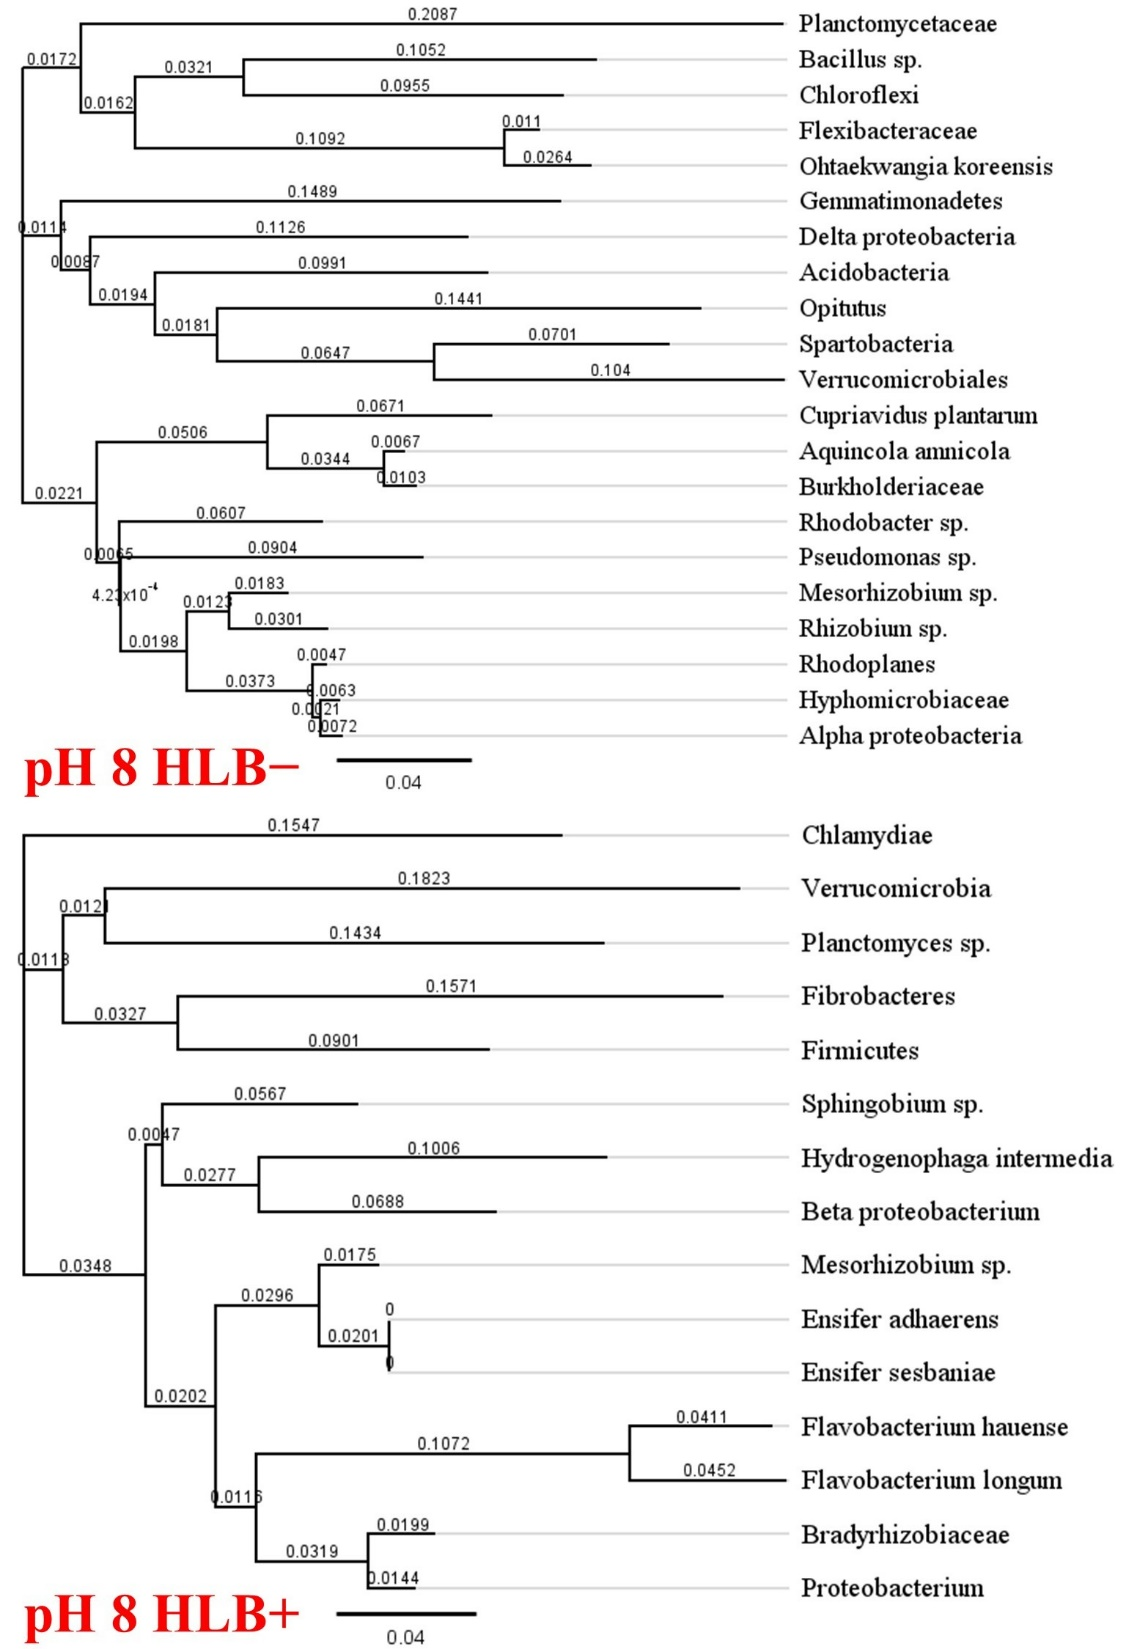 0.2087
Planctomycetaceae
0.0172
0.1052
Bacillus sp.
0.0321
0.0955
Chloroflexi
0.0162
0.011
Flexibacteraceae
0.1092
0.0264
Ohtaekwangia koreensis
0.1489
Gemmatimonadetes
0.0114
0.1126
Delta proteobacteria
0.0087
0.0991
Acidobacteria
0.0194
0.1441
Opitutus
0.0181
0.0701
Spartobacteria
0.0647
0.104
Verrucomicrobiales
0.0671
Cupriavidus plantarum
0.0506
0.0067
Aquincola amnicola
0.0344
0.0103
Burkholderiaceae
0.0221
0.0607
Rhodobacter sp.
0.0065
0.0904
Pseudomonas sp.
4.23x10⁻⁴
0.0183
Mesorhizobium sp.
0.0123
0.0301
Rhizobium sp.
0.0198
0.0047
Rhodoplanes
0.0373
0.0063
Hyphomicrobiaceae
0.0021
0.0072
Alpha proteobacteria
pH 8 HLB−
0.04
0.1547
Chlamydiae
0.1823
Verrucomicrobia
0.0121
0.1434
Planctomyces sp.
0.0113
0.1571
Fibrobacteres
0.0327
0.0901
Firmicutes
0.0567
Sphingobium sp.
0.0047
0.1006
Hydrogenophaga intermedia
0.0277
0.0688
Beta proteobacterium
0.0348
0.0175
Mesorhizobium sp.
0.0296
0
Ensifer adhaerens
0.0201
0
Ensifer sesbaniae
0.0202
0.0411
Flavobacterium hauense
0.1072
0.0452
Flavobacterium longum
0.0116
0.0199
Bradyrhizobiaceae
0.0319
0.0144
Proteobacterium
pH 8 HLB+
0.04